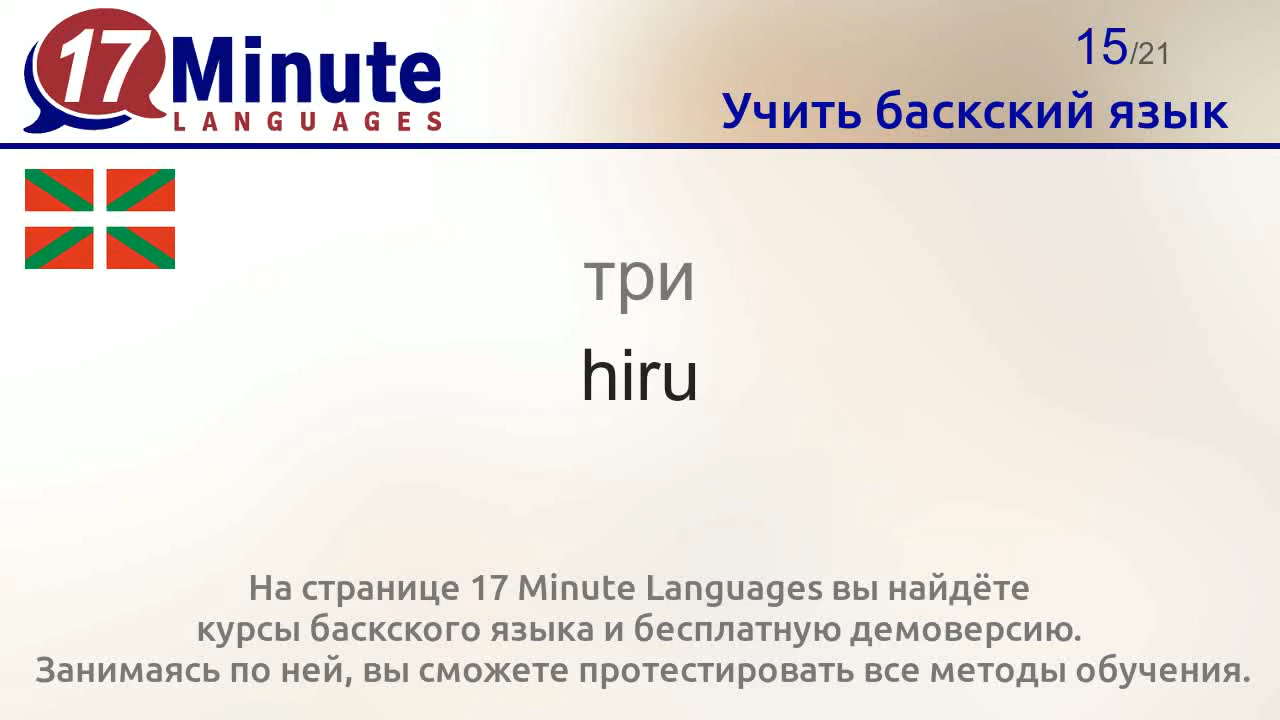 17 Minute
LANGUAGES
15/21
Учить баскский язык
три
hiru
На странице 17 Minute Languages вы найдёте
курсы баскского языка и бесплатную демоверсию.
Занимаясь по ней, вы сможете протестировать все методы обучения.